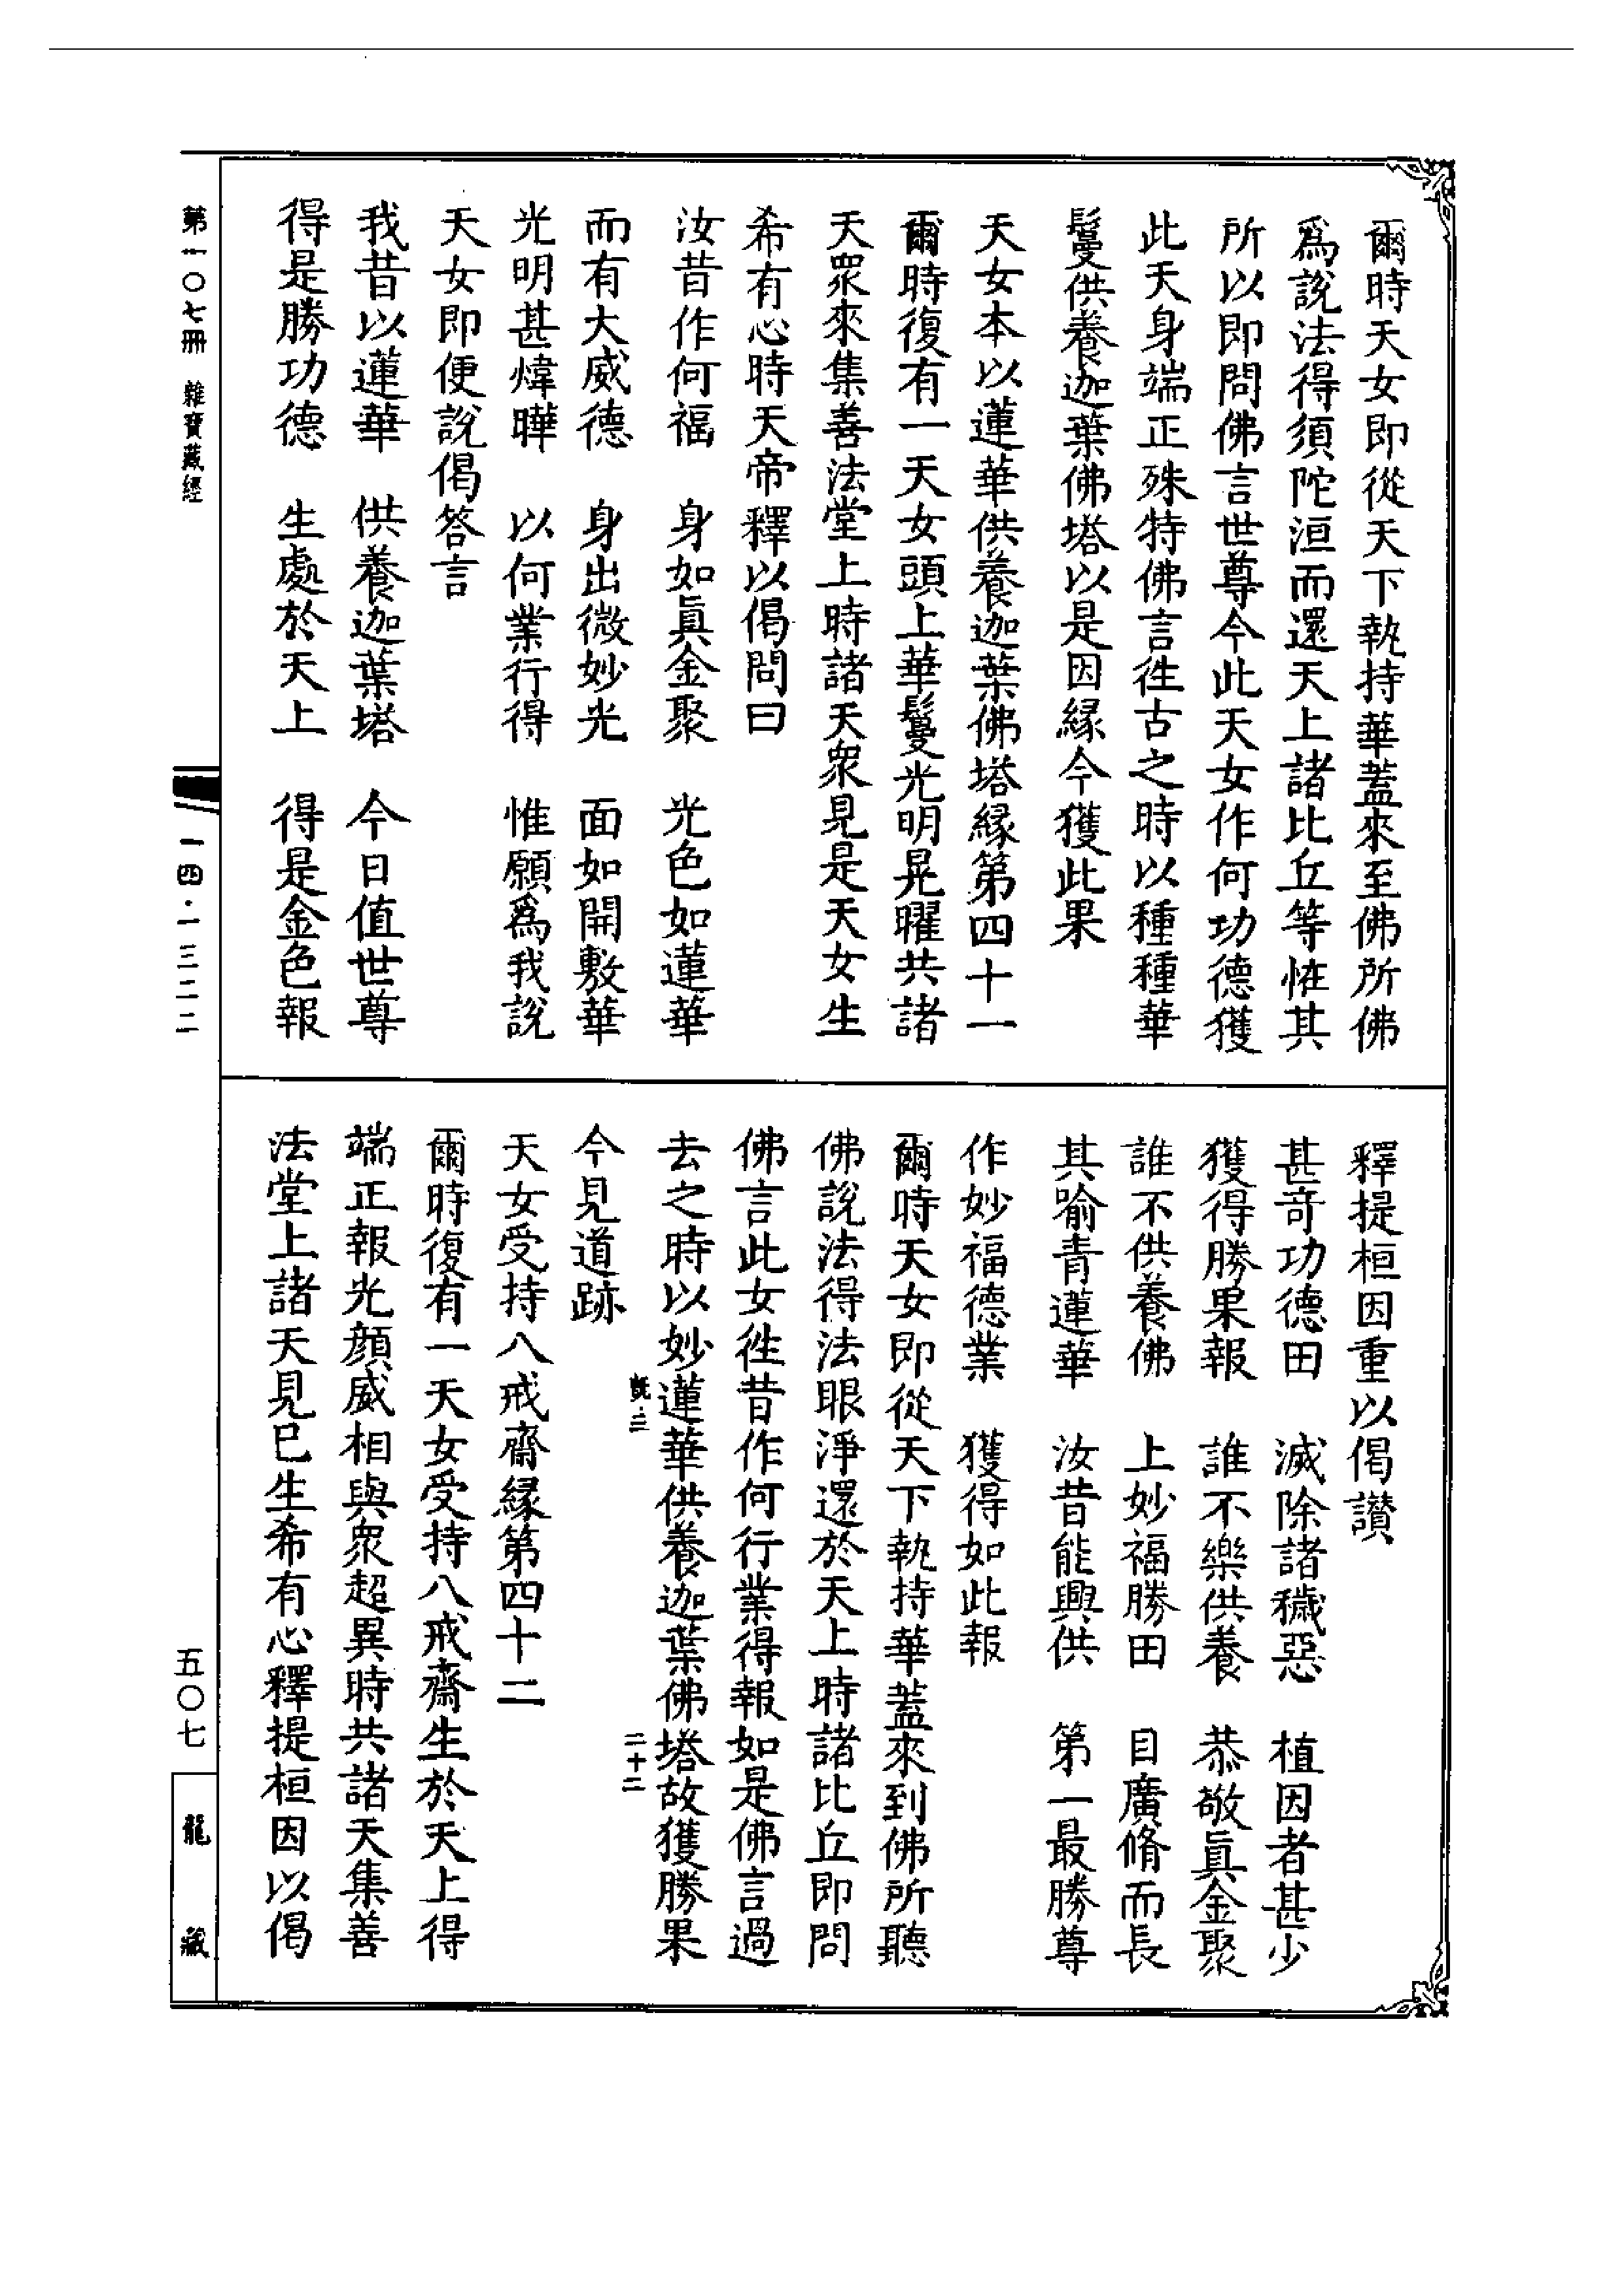 爾時天女即從天下執持華蓋來至佛所佛
爲說法得須陀洹而還天上諸比丘等恠其
所以即問佛言世尊今此天女作何功德獲
此天身端正殊特佛言徃古之時以種種華
鬘供養迦葉佛塔以是因縁今獲此果
天女本以蓮華供養迦葉佛塔縁第四十一
爾時復有一天女頭上華鬘光明晃曜共諸
天衆來集善法堂上時諸天衆見是天女生
希有心時天帝釋以偈問曰
汝昔作何福　身如眞金聚　光色如蓮華
而有大威德　身出微妙光　面如開敷華
光明甚煒曄　以何業行得　惟願爲我說
天女即便說偈答言
我昔以蓮華　供養迦葉塔　今日值世尊
得是勝功德　生處於天上　得是金色報
釋提桓因重以偈讃
甚竒功德田　滅除諸穢惡　植因者甚少
獲得勝果報　誰不樂供養　恭敬眞金聚
誰不供養佛　上妙福勝田　目廣脩而長
其喻青蓮華　汝昔能興供　第一最勝尊
作妙福德業　獲得如此報
爾時天女即從天下執持華蓋來到佛所聽
佛說法得法眼淨還於天上時諸比丘即問
佛言此女徃昔作何行業得報如是佛言過
去之時以妙蓮華供養迦葉佛塔故獲勝果
既·三　二十二
今見道跡
天女受持八戒齋縁第四十二
爾時復有一天女受持八戒齋生於天上得
端正報光顏威相與衆超異時共諸天集善
法堂上諸天見巳生希有心釋提桓因以偈
第一〇七冊　雜寶藏經
一四·一三二二
五〇七
龍藏